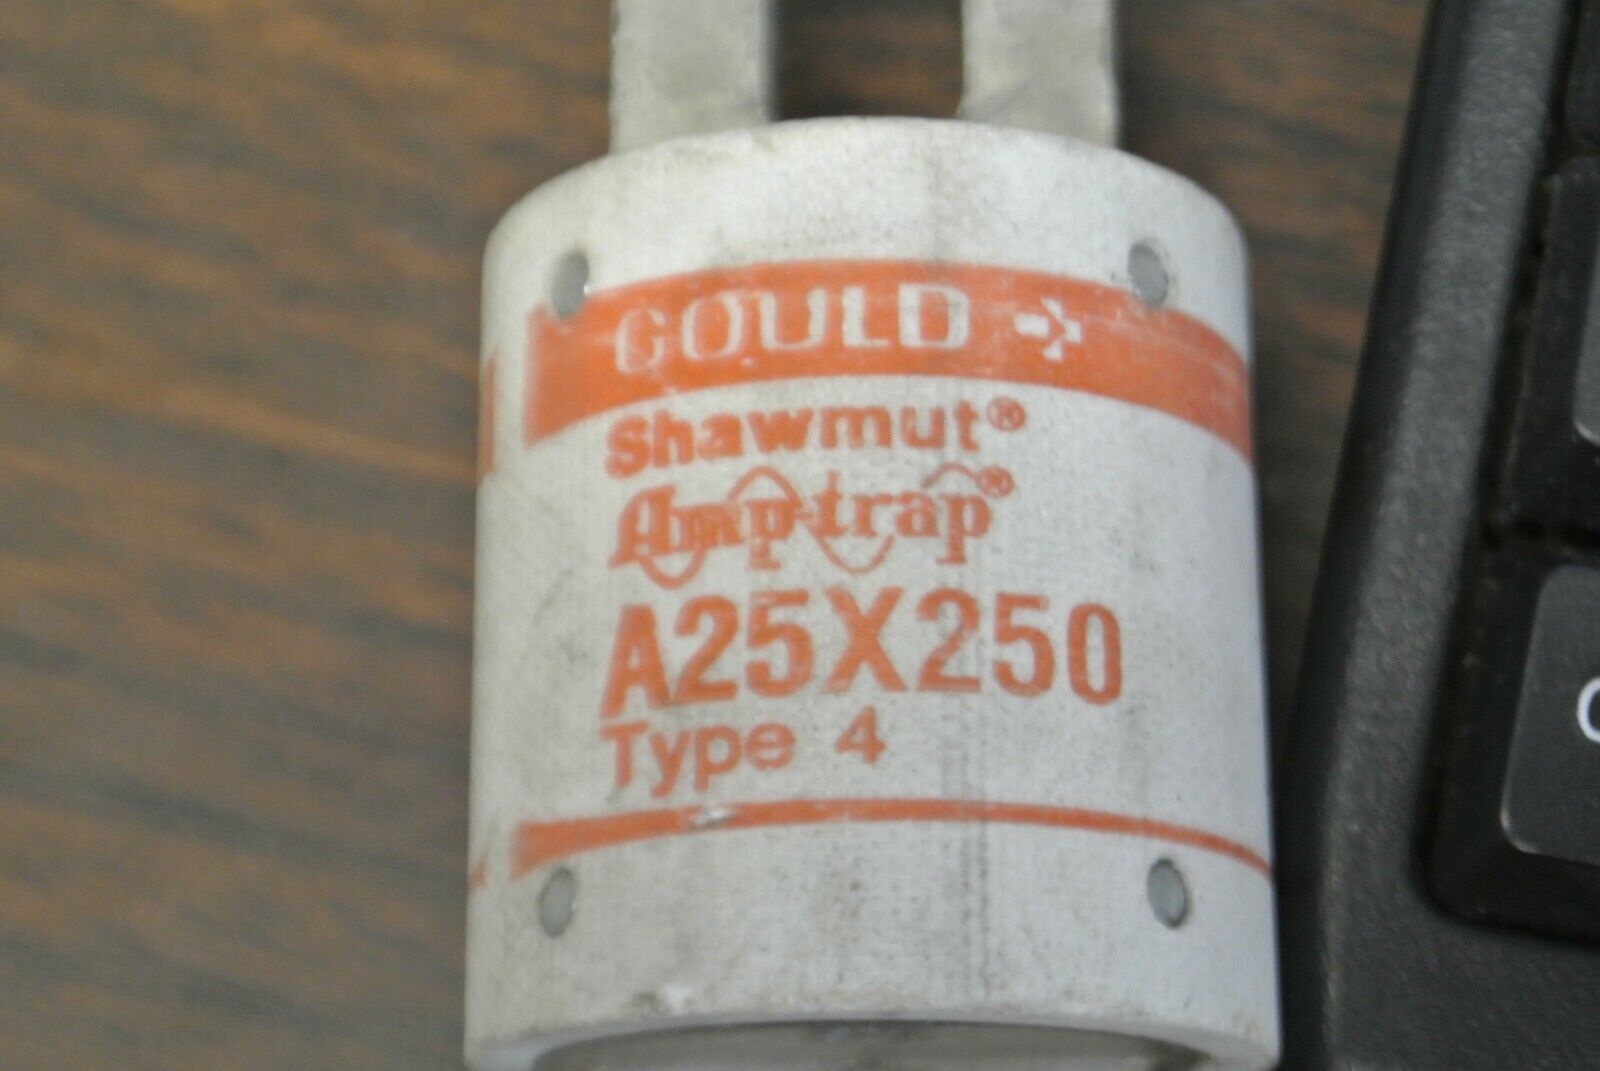 GOULD
Shawmut®
Amp-trap®
A25X250
Type 4